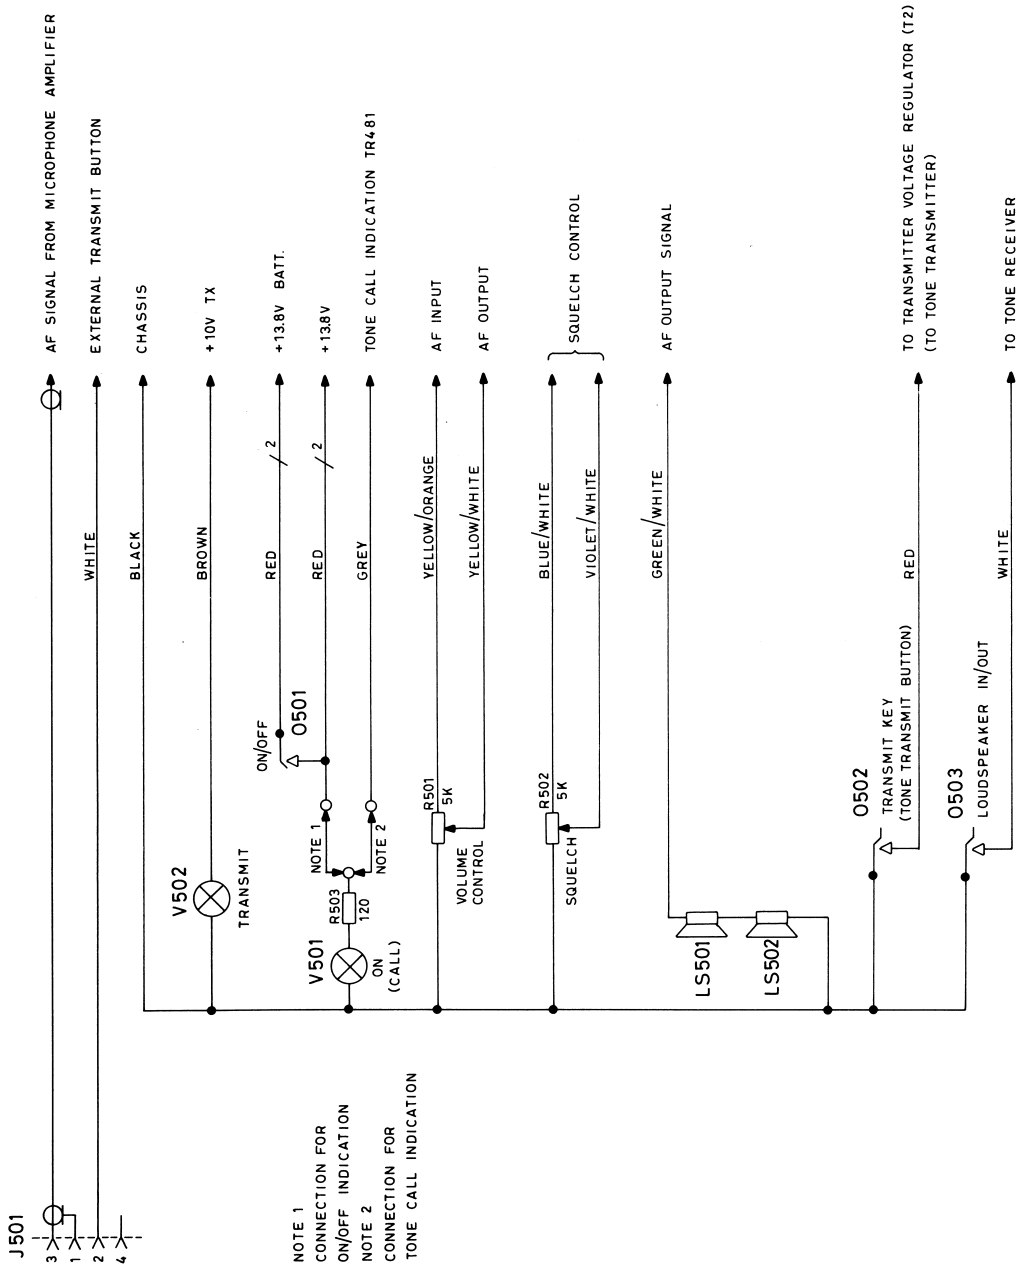 J501
3
1
2
4
AF SIGNAL FROM MICROPHONE AMPLIFIER
WHITE
EXTERNAL TRANSMIT BUTTON
BLACK
CHASSIS
V502
TRANSMIT
BROWN
+10V TX
ON/OFF
O501
RED
2
+13.8V BATT.
RED
2
+13.8V
GREY
TONE CALL INDICATION TR481
NOTE 1
NOTE 2
R503
120
V501
ON
(CALL)
R501
5K
VOLUME
CONTROL
YELLOW/ORANGE
AF INPUT
YELLOW/WHITE
AF OUTPUT
R502
5K
SQUELCH
BLUE/WHITE
VIOLET/WHITE
SQUELCH CONTROL
GREEN/WHITE
AF OUTPUT SIGNAL
LS501
LS502
O502
TRANSMIT KEY
(TONE TRANSMIT BUTTON)
RED
TO TRANSMITTER VOLTAGE REGULATOR (T2)
(TO TONE TRANSMITTER)
O503
LOUDSPEAKER IN/OUT
WHITE
TO TONE RECEIVER
NOTE 1
CONNECTION FOR
ON/OFF INDICATION
NOTE 2
CONNECTION FOR
TONE CALL INDICATION